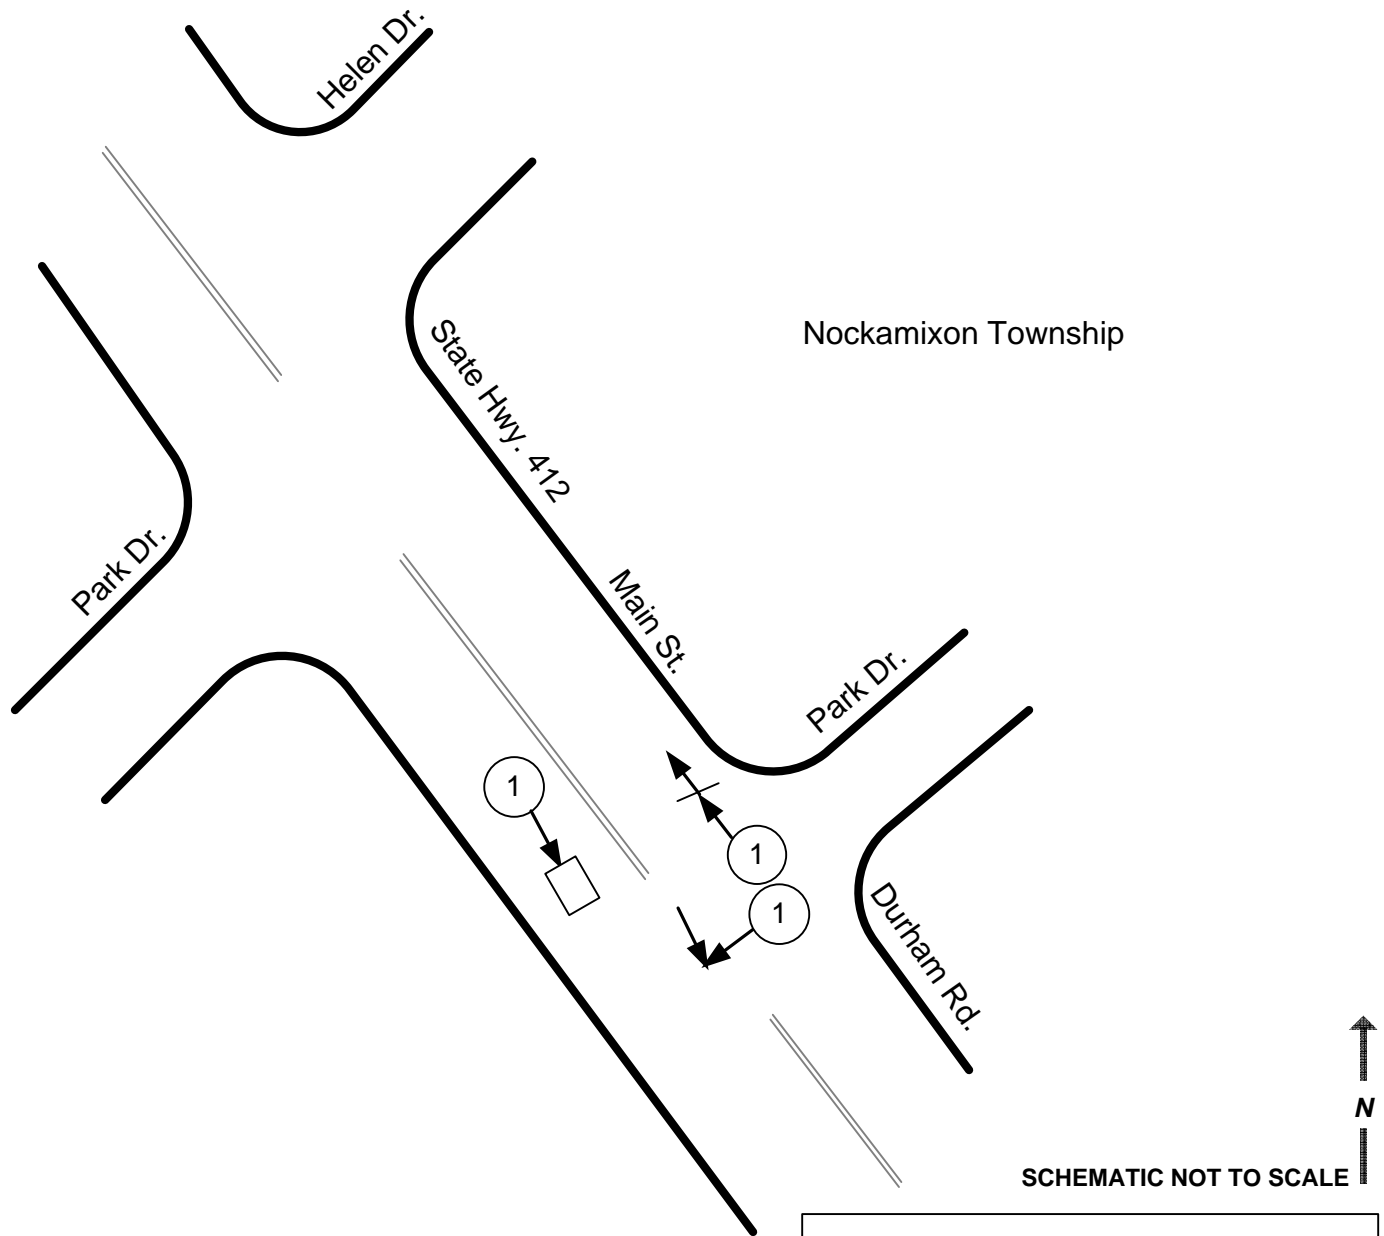 Helen Dr.
State Hwy. 412
Nockamixon Township
Park Dr.
Main St.
Park Dr.
1
1
1
Durham Rd.
N
SCHEMATIC NOT TO SCALE